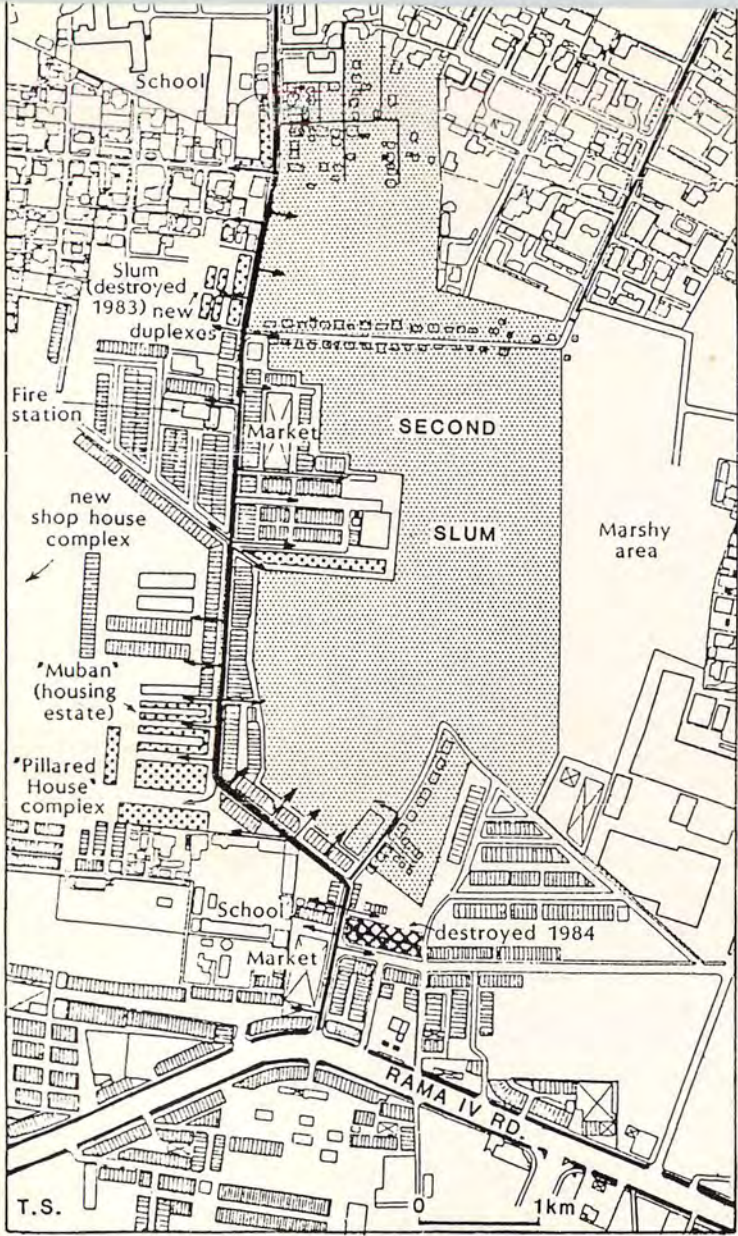 School
Slum
(destroyed
1983)
new
duplexes
Fire
station
Market
SECOND
SLUM
new
shop house
complex
Marshy
area
"Muban"
(housing
estate)
"Pillared
House"
complex
School
destroyed 1984
Market
RAMA IV RD.
T.S.
0 1km